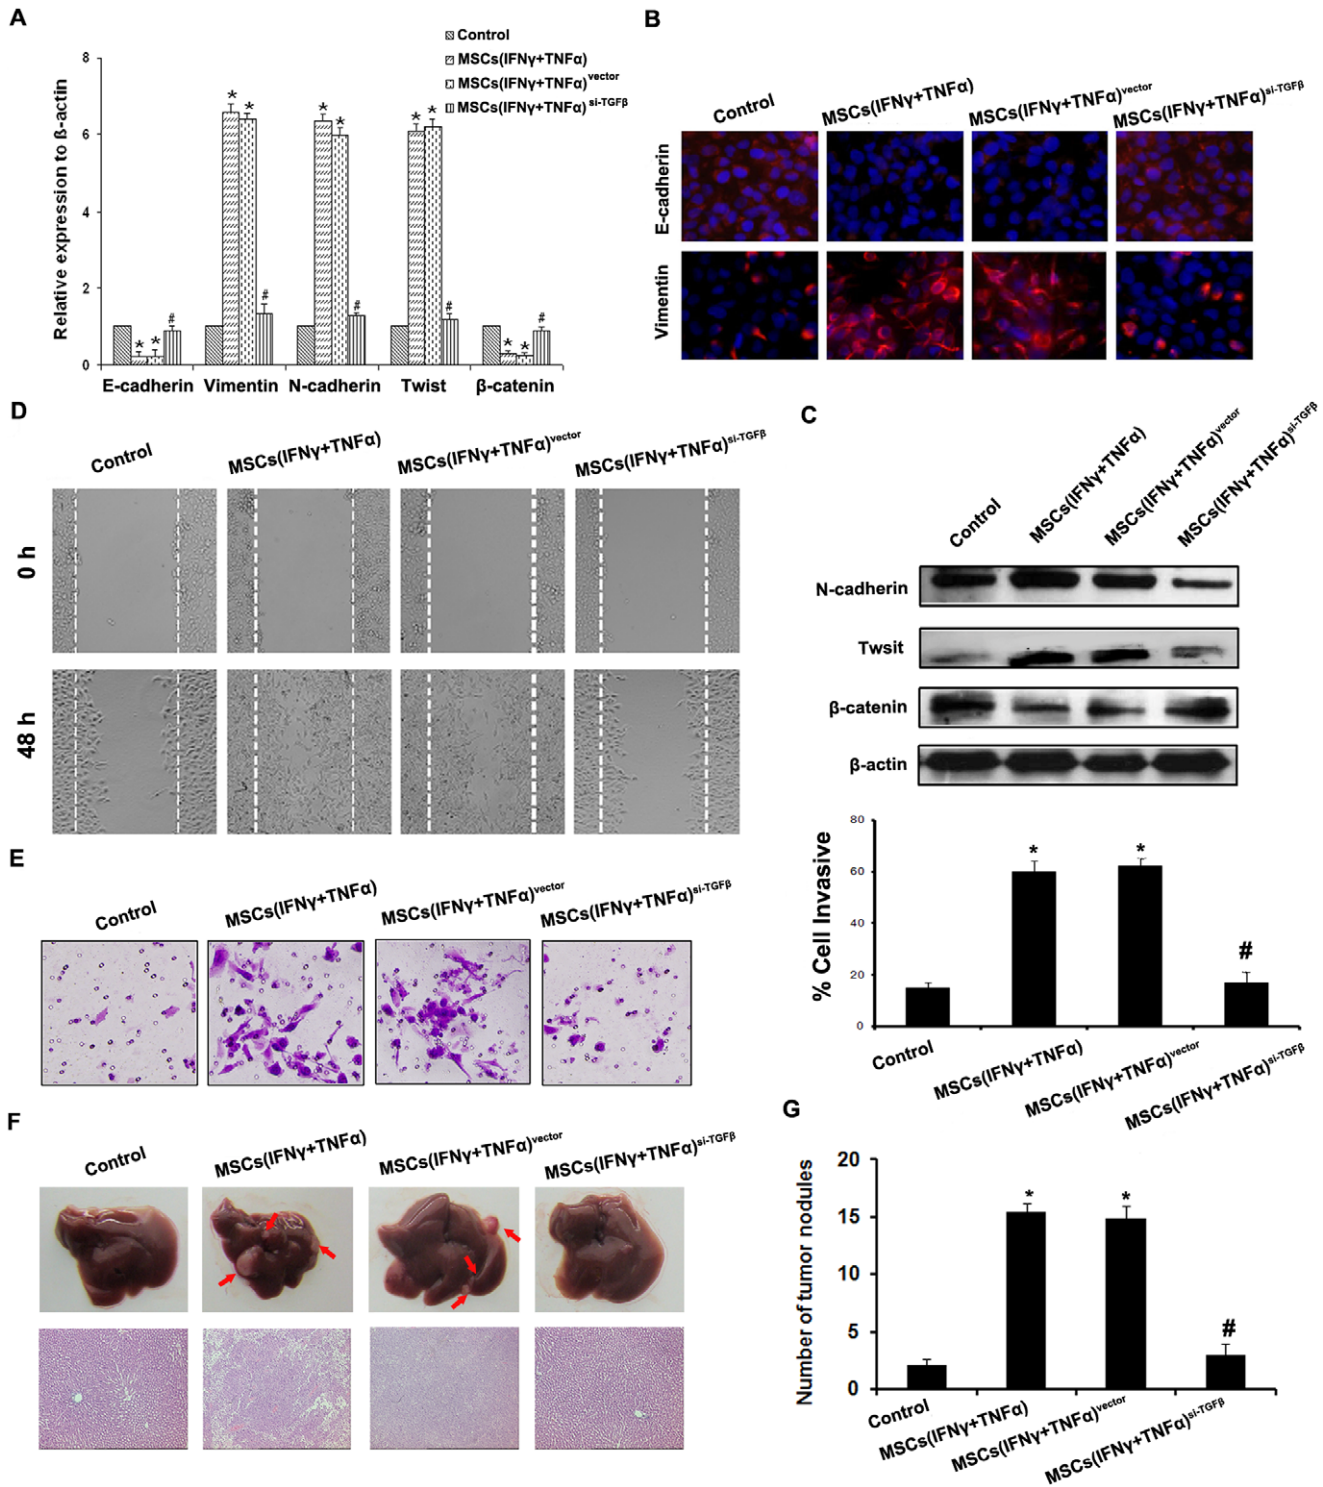 A
Control
MSCs(IFNγ+TNFα)
MSCs(IFNγ+TNFα)vector
MSCs(IFNγ+TNFα)si-TGFβ
Relative expression to ß-actin
8
6
4
2
0
* * * * * * * * * *
# # # # #
E-cadherin Vimentin N-cadherin Twist β-catenin
B
Control MSCs(IFNγ+TNFα) MSCs(IFNγ+TNFα)vector MSCs(IFNγ+TNFα)si-TGFβ
E-cadherin
Vimentin
D
Control MSCs(IFNγ+TNFα) MSCs(IFNγ+TNFα)vector MSCs(IFNγ+TNFα)si-TGFβ
0 h
48 h
C
Control MSCs(IFNγ+TNFα) MSCs(IFNγ+TNFα)vector MSCs(IFNγ+TNFα)si-TGFβ
N-cadherin
Twsit
β-catenin
β-actin
E
Control MSCs(IFNγ+TNFα) MSCs(IFNγ+TNFα)vector MSCs(IFNγ+TNFα)si-TGFβ
% Cell Invasive
80
60
40
20
0
* * #
Control MSCs(IFNγ+TNFα) MSCs(IFNγ+TNFα)vector MSCs(IFNγ+TNFα)si-TGFβ
F
Control MSCs(IFNγ+TNFα) MSCs(IFNγ+TNFα)vector MSCs(IFNγ+TNFα)si-TGFβ
G
Number of tumor nodules
20
15
10
5
0
* * #
Control MSCs(IFNγ+TNFα) MSCs(IFNγ+TNFα)vector MSCs(IFNγ+TNFα)si-TGFβ